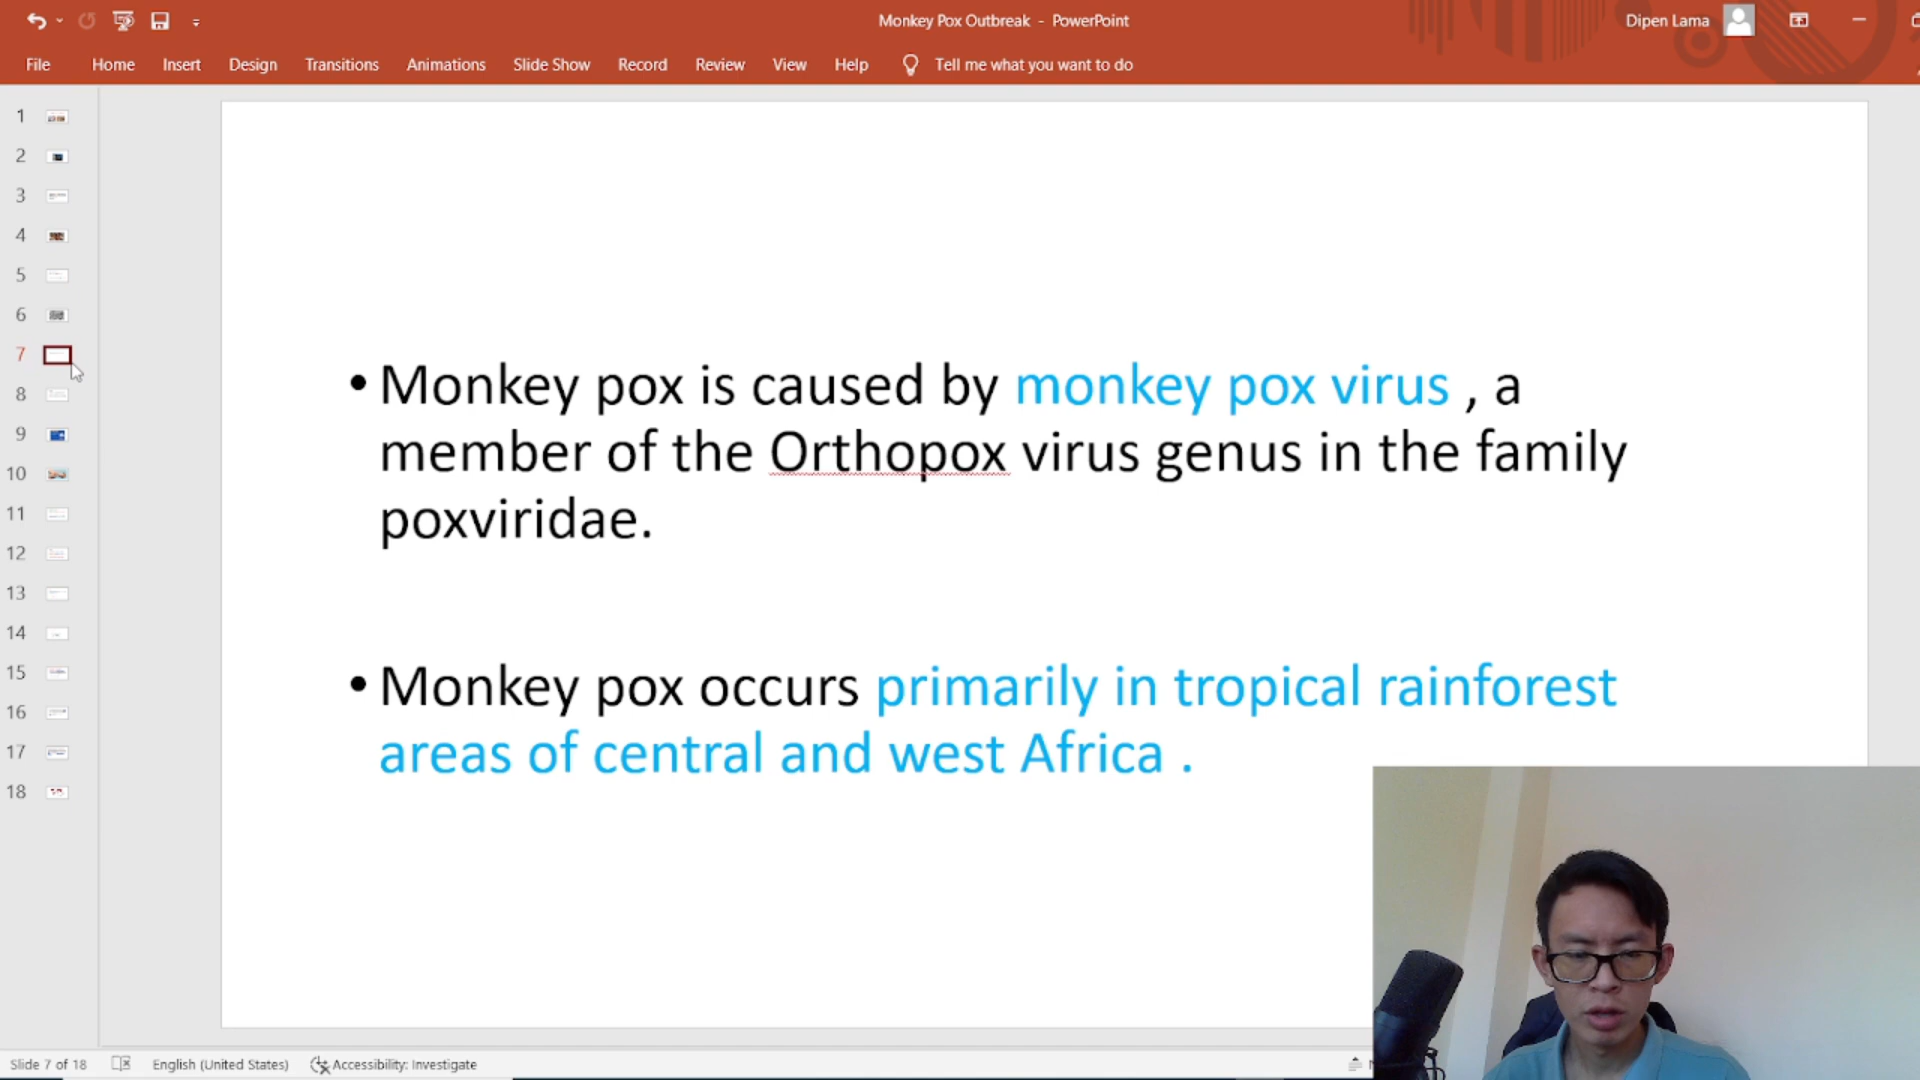 Monkey Pox Outbreak - PowerPoint
Dipen Lama
File Home Insert Design Transitions Animations Slide Show Record Review View Help Tell me what you want to do
1
2
3
4
5
6
7
8
9
10
11
12
13
14
15
16
17
18
• Monkey pox is caused by monkey pox virus , a
member of the Orthopox virus genus in the family
poxviridae.
• Monkey pox occurs primarily in tropical rainforest
areas of central and west Africa .
Slide 7 of 18 English (United States) Accessibility: Investigate